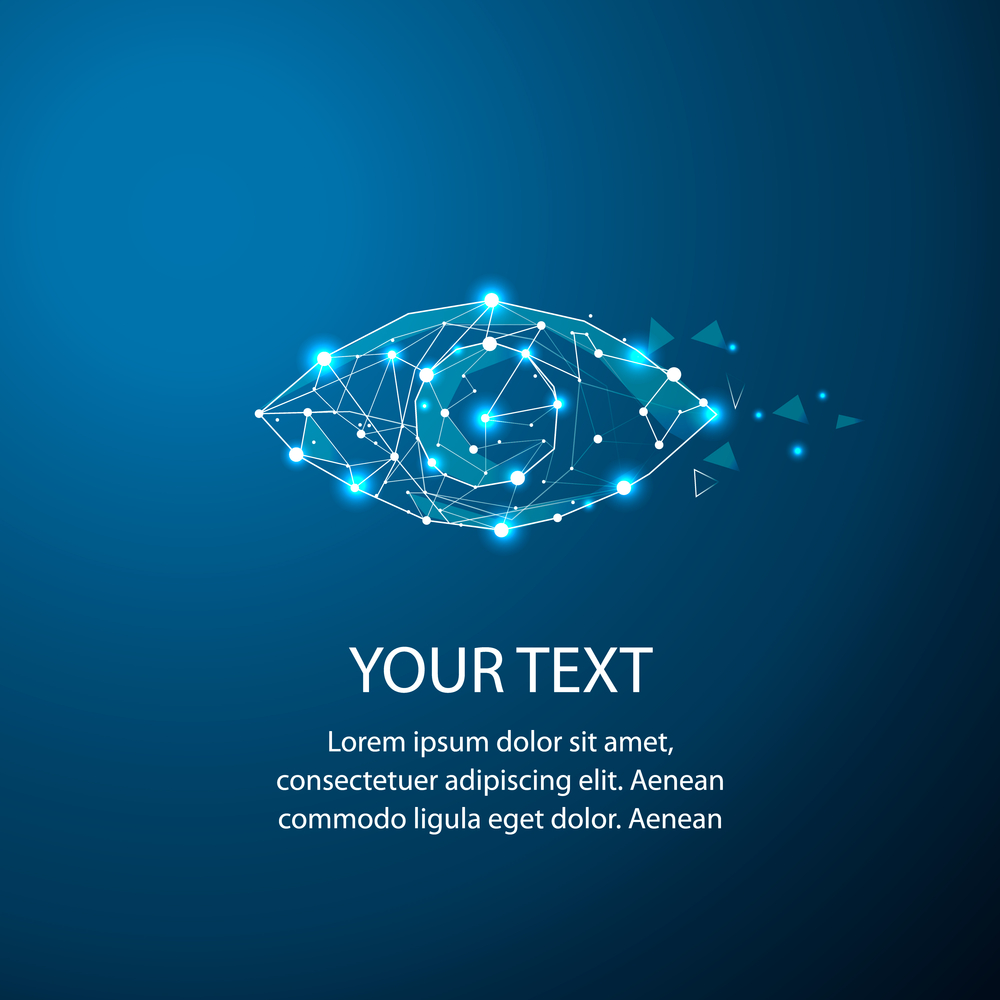 YOUR TEXT
Lorem ipsum dolor sit amet,
consectetuer adipiscing elit. Aenean
commodo ligula eget dolor. Aenean